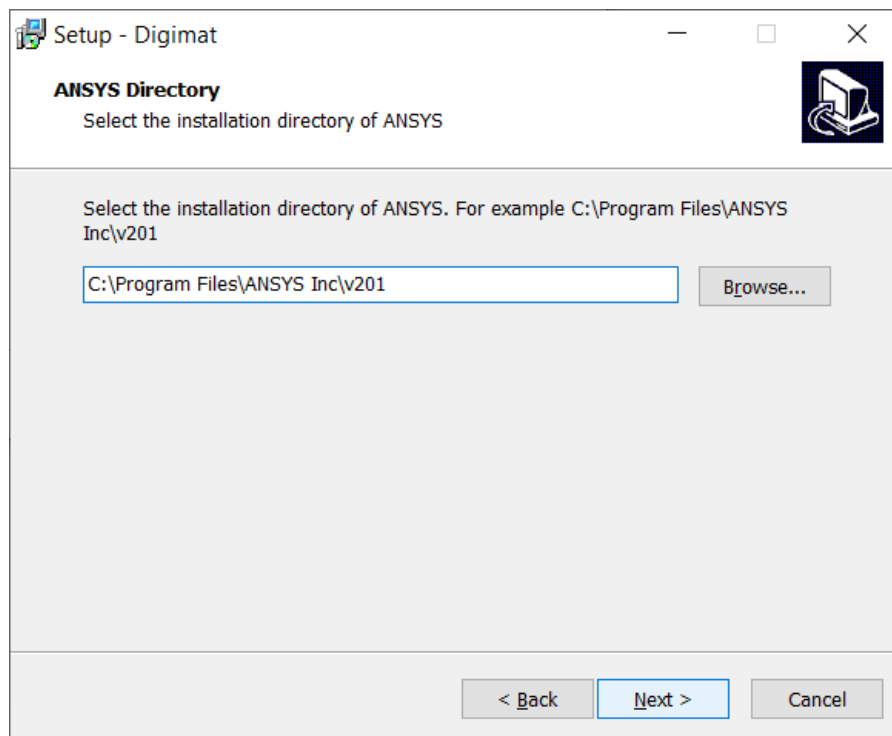 Setup - Digimat
ANSYS Directory
Select the installation directory of ANSYS
Select the installation directory of ANSYS. For example C:\Program Files\ANSYS
Inc\v201
C:\Program Files\ANSYS Inc\v201
Browse...
< Back
Next >
Cancel